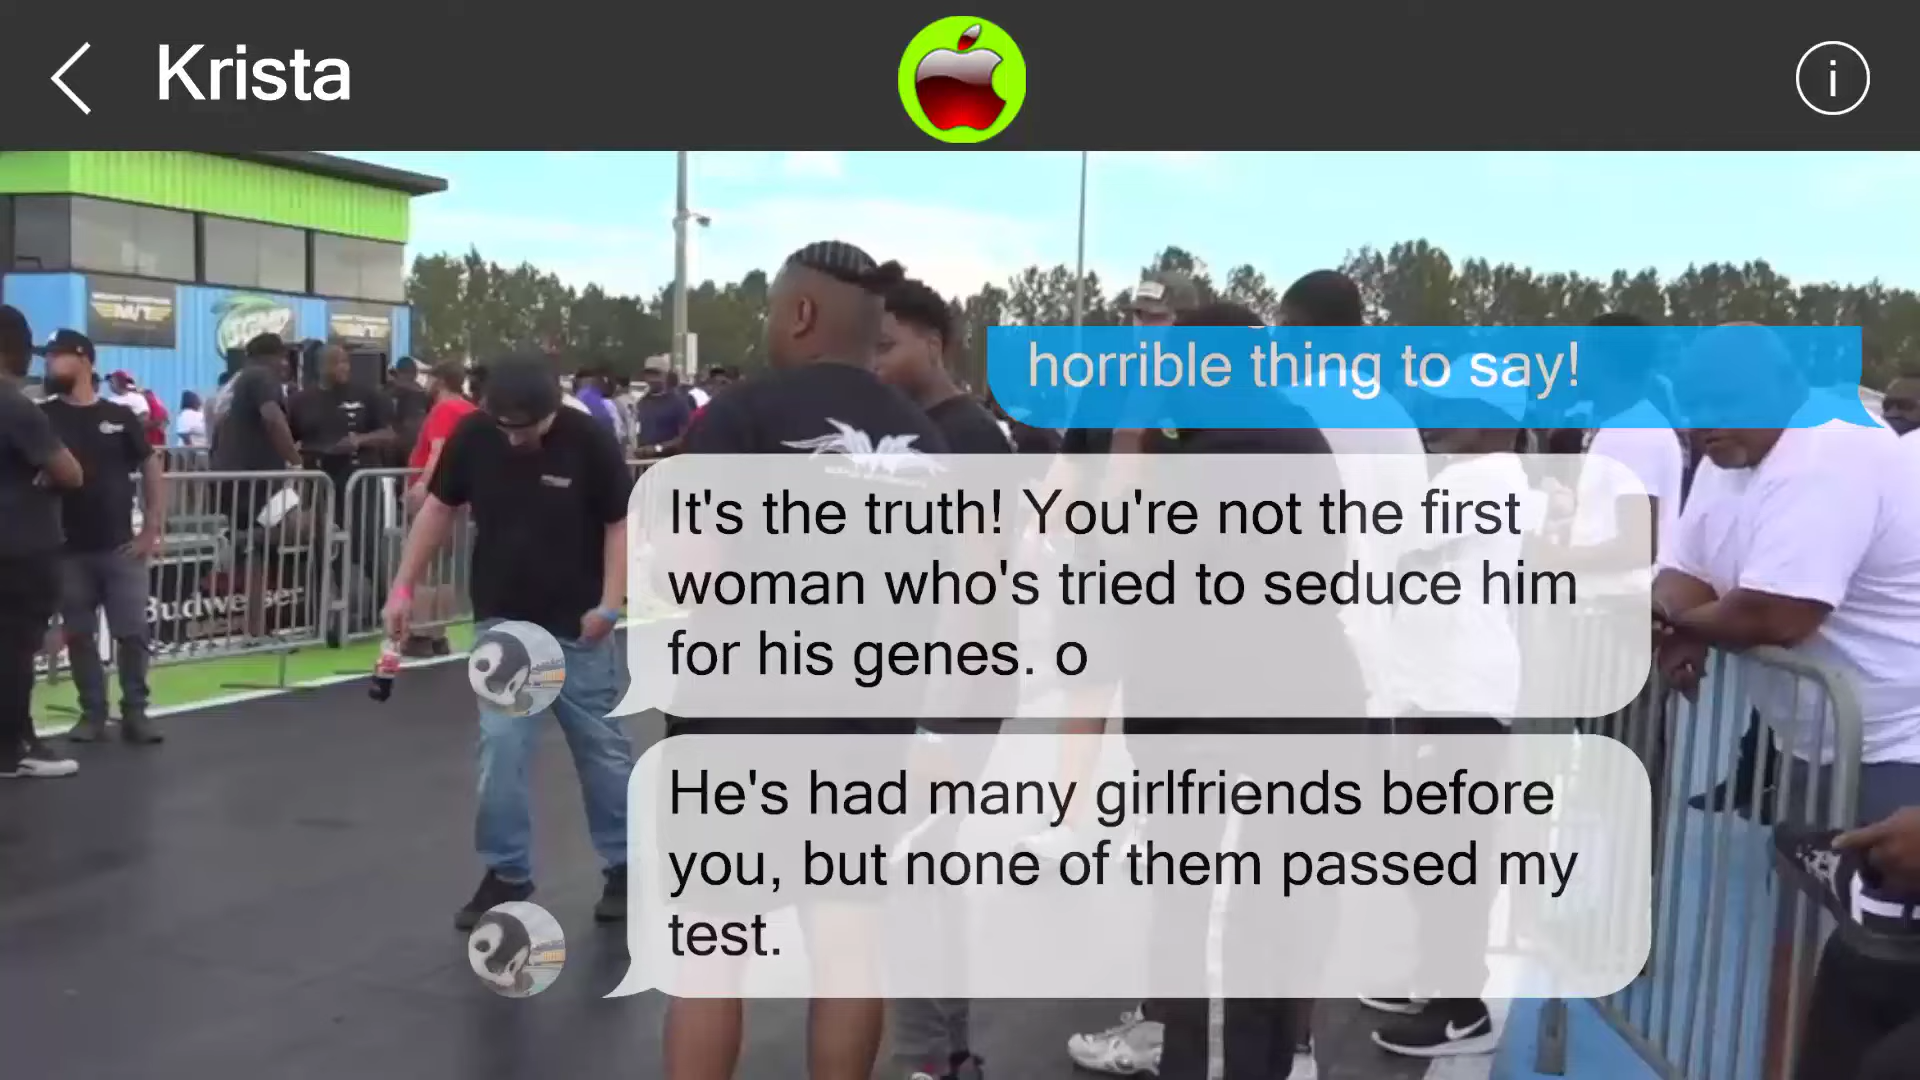 Krista
i
horrible thing to say!
It's the truth! You're not the first
woman who's tried to seduce him
for his genes. o
He's had many girlfriends before
you, but none of them passed my
test.
Budweiser